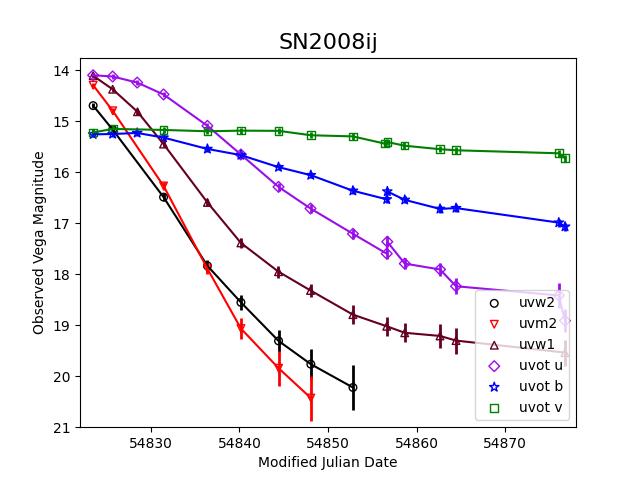 SN2008ij
14
15
16
17
18
19
20
21
Observed Vega Magnitude
54830
54840
54850
54860
54870
Modified Julian Date
uvw2
uvm2
uvw1
uvot u
uvot b
uvot v